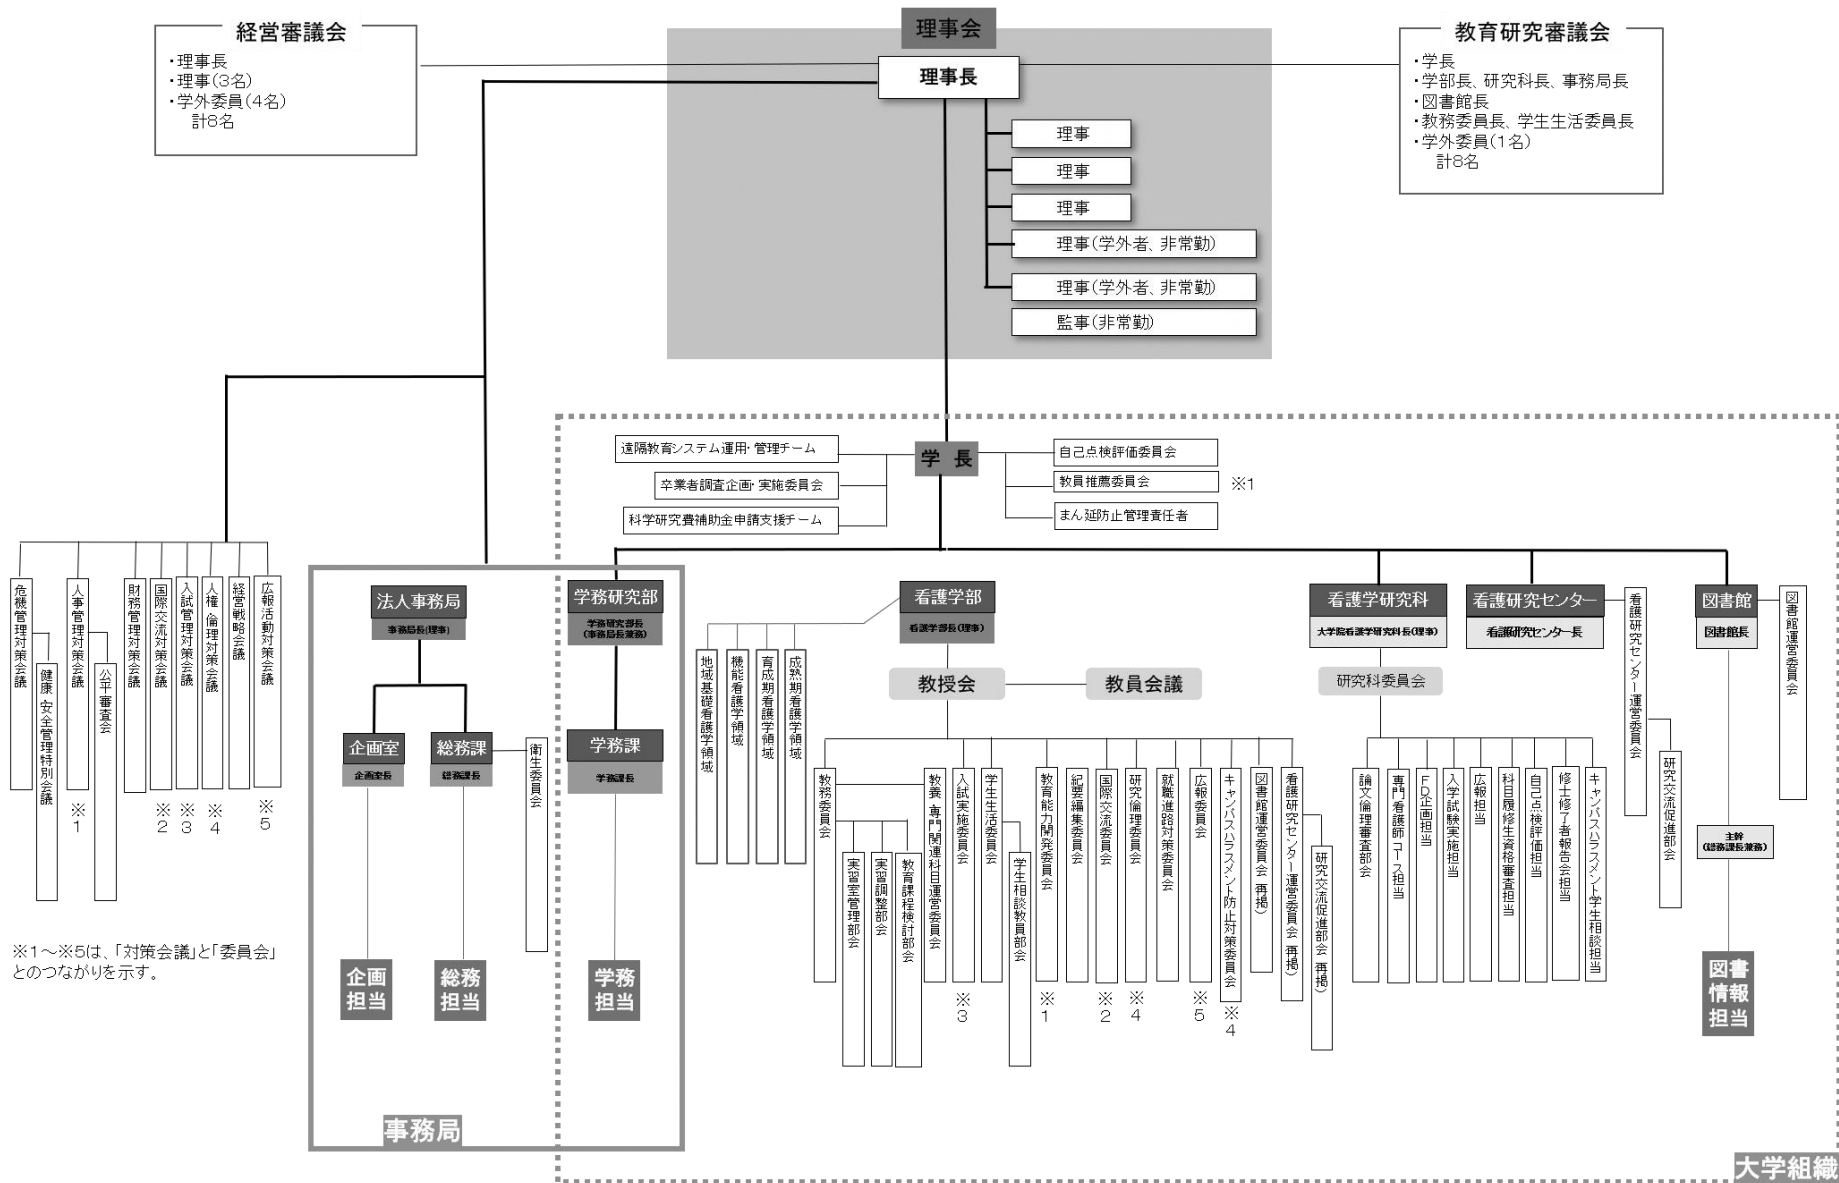 経営審議会
・理事長
・理事(3名)
・学外委員(4名)
計8名
理事会
理事長
理事
理事
理事
理事(学外者、非常勤)
理事(学外者、非常勤)
監事(非常勤)
教育研究審議会
・学長
・学部長、研究科長、事務局長
・図書館長
・教務委員長、学生生活委員長
・学外委員(1名)
計8名
遠隔教育システム運用・管理チーム
卒業者調査企画・実施委員会
科学研究費補助金申請支援チーム
学 長
自己点検評価委員会
教員推薦委員会
※1
まん延防止管理責任者
危機管理対策会議
健康・安全管理特別会議
人事管理対策会議
※1
公平審査会
財務管理対策会議
国際交流対策会議
※2
入試管理対策会議
※3
人権・倫理対策会議
※4
経営戦略会議
広報活動対策会議
※5
※1～※5は、「対策会議」と「委員会」
とのつながりを示す。
法人事務局
事務局長(理事)
企画室
企画室長
総務課
総務課長
衛生委員会
企画
担当
総務
担当
学務研究部
学務研究部長
(事務局長兼務)
学務課
学務課長
学務
担当
事務局
看護学部
看護学部長(理事)
地域基礎看護学領域
機能看護学領域
育成期看護学領域
成熟期看護学領域
教授会
教員会議
教務委員会
実習室管理部会
実習調整部会
教育課程検討部会
教養・専門関連科目運営委員会
入試実施委員会
※3
学生生活委員会
学生相談教員部会
教育能力開発委員会
※1
紀要編集委員会
国際交流委員会
※2
研究倫理委員会
※4
就職進路対策委員会
広報委員会
※5
キャンパスハラスメント防止対策委員会
※4
図書館運営委員会(再掲)
看護研究センター運営委員会(再掲)
研究交流促進部会(再掲)
看護学研究科
大学院看護学研究科長(理事)
研究科委員会
論文倫理審査部会
専門看護師コース担当
FD企画担当
入学試験実施担当
広報担当
科目履修生資格審査担当
自己点検評価担当
修士修了者報告会担当
キャンパスハラスメント学生相談担当
看護研究センター
看護研究センター長
看護研究センター運営委員会
研究交流促進部会
図書館
図書館長
図書館運営委員会
主幹
(総務課長兼務)
図書
情報
担当
大学組織